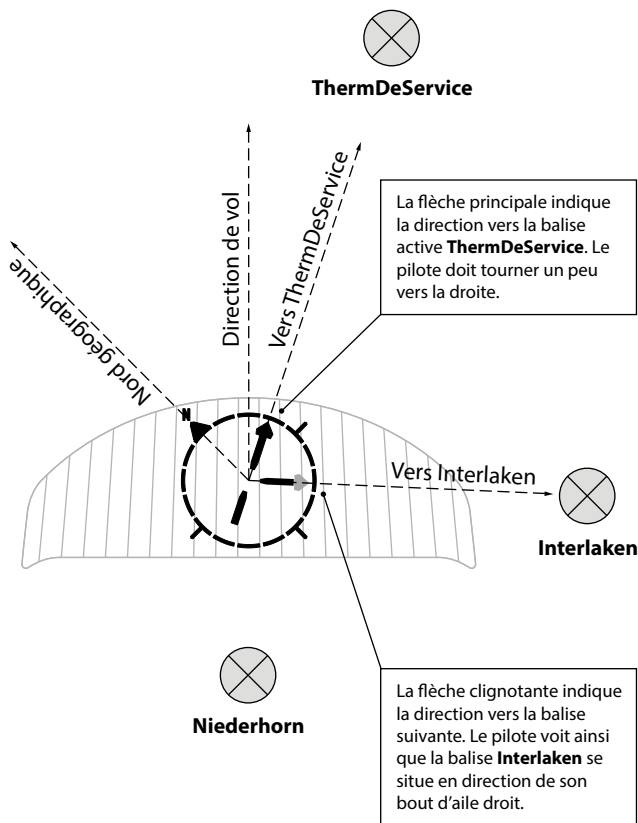 ThermDeService
Direction de vol
Vers ThermDeService
La flèche principale indique
la direction vers la balise
active ThermDeService. Le
pilote doit tourner un peu
vers la droite.
Nord géographique
N
Vers Interlaken
Interlaken
Niederhorn
La flèche clignotante indique
la direction vers la balise
suivante. Le pilote voit ainsi
que la balise Interlaken se
situe en direction de son
bout d'aile droit.